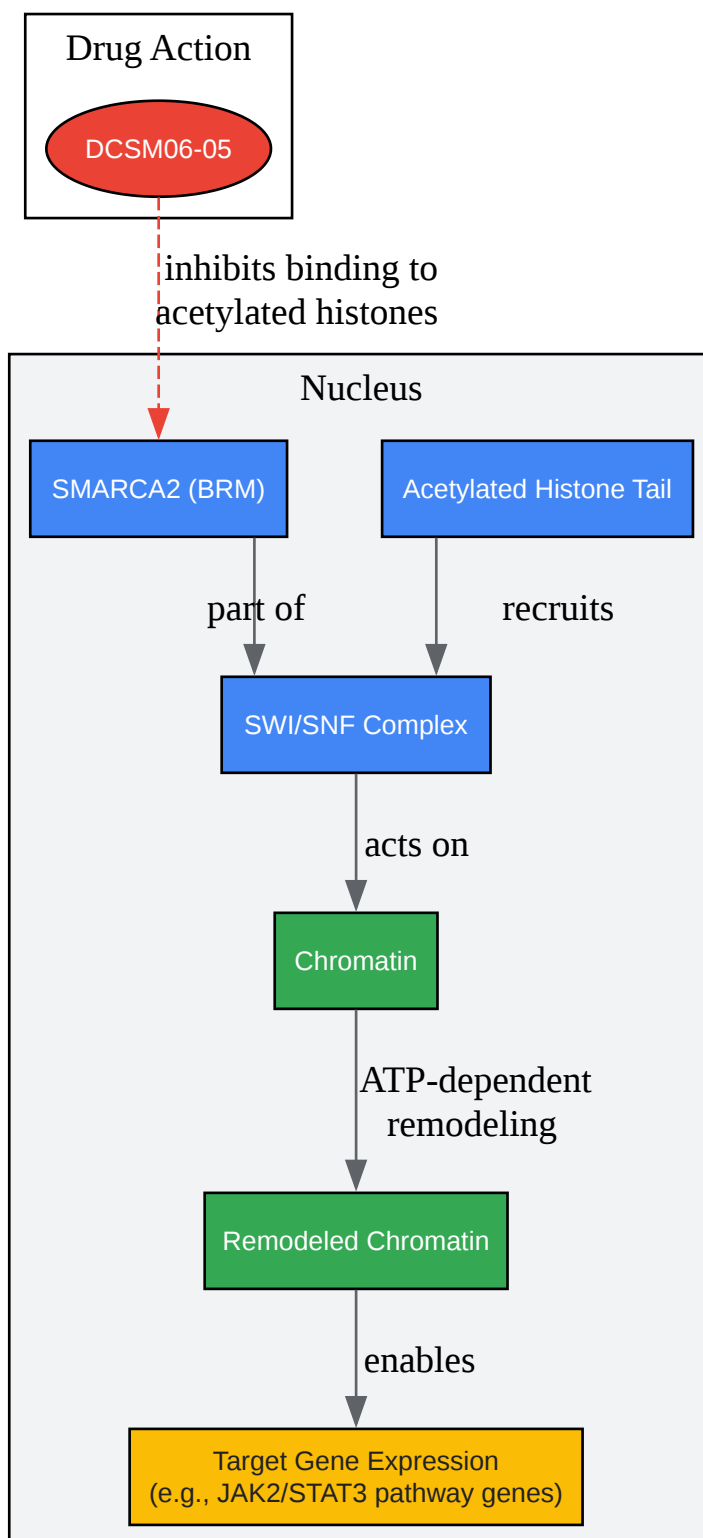 Drug Action
DCSM06-05
inhibits binding to
acetylated histones
Nucleus
SMARCA2 (BRM)
Acetylated Histone Tail
part of
recruits
SWI/SNF Complex
acts on
Chromatin
ATP-dependent
remodeling
Remodeled Chromatin
enables
Target Gene Expression
(e.g., JAK2/STAT3 pathway genes)